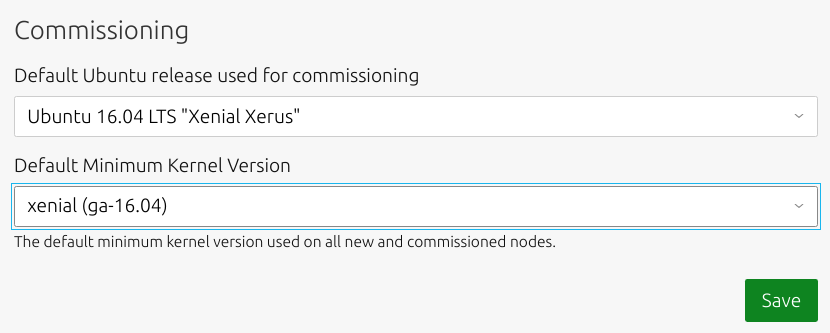 Commissioning
Default Ubuntu release used for commissioning
Ubuntu 16.04 LTS "Xenial Xerus"
Default Minimum Kernel Version
xenial (ga-16.04)
The default minimum kernel version used on all new and commissioned nodes.
Save